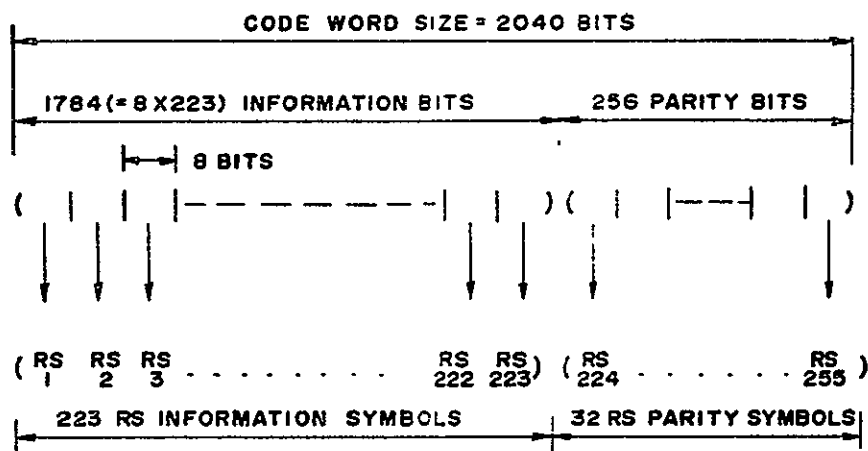 CODE WORD SIZE = 2040 BITS
1784 (= 8 X 223) INFORMATION BITS
256 PARITY BITS
8 BITS
( RS 1 RS 2 RS 3 . . . . . . . . . RS 222 RS 223 ) ( RS 224 . . . . . . . RS 255 )
223 RS INFORMATION SYMBOLS
32 RS PARITY SYMBOLS